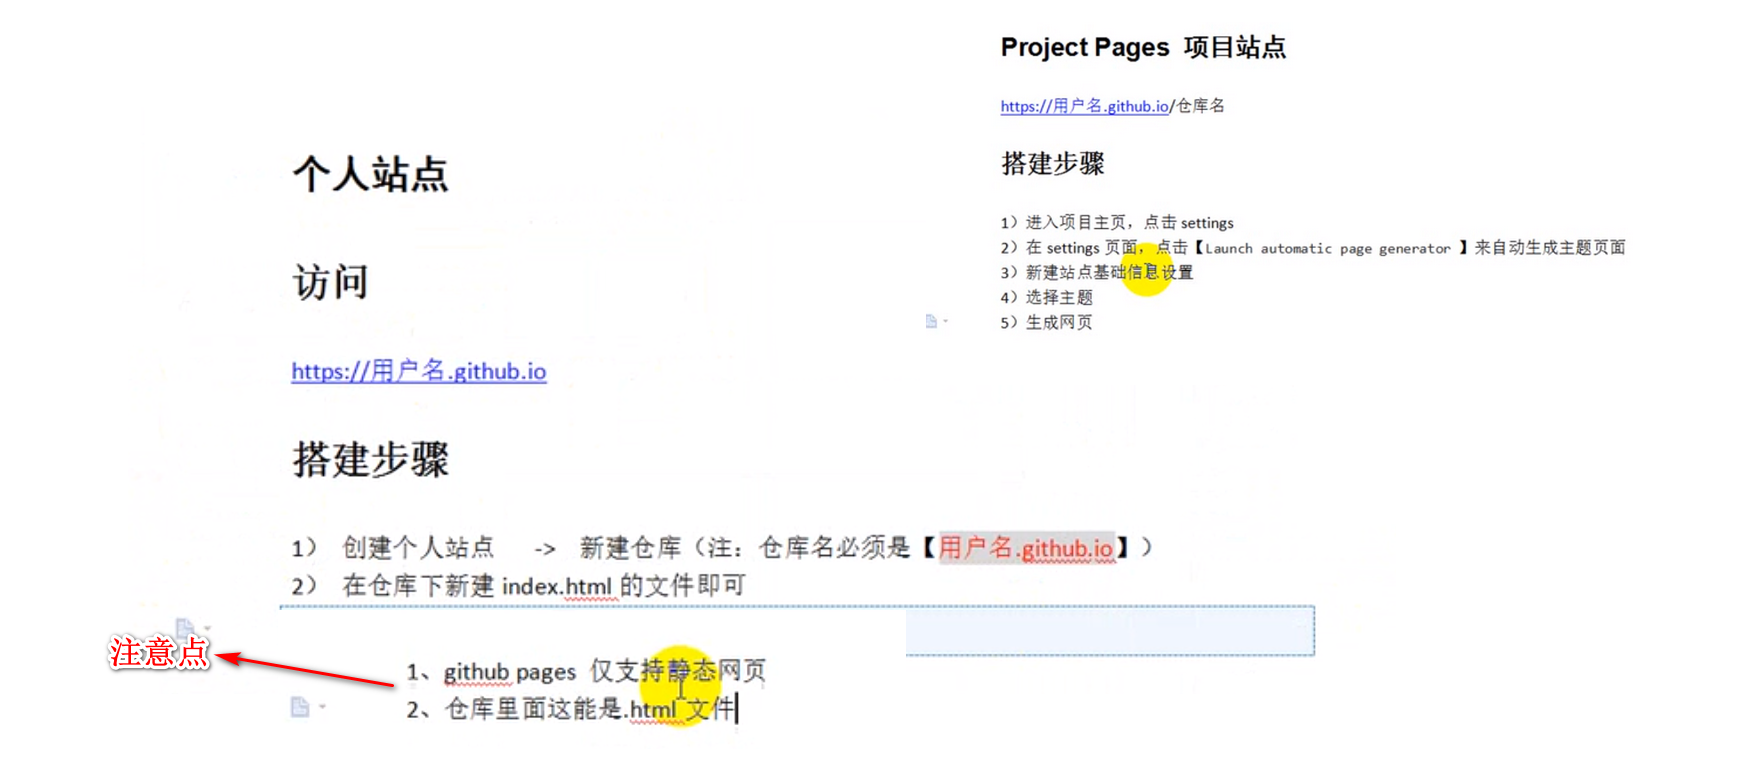 Project Pages 项目站点
https://用户名.github.io/仓库名
搭建步骤
1）进入项目主页，点击 settings
2）在 settings 页面，点击【Launch automatic page generator 】来自动生成主题页面
3）新建站点基础信息设置
4）选择主题
5）生成网页
个人站点
访问
https://用户名.github.io
搭建步骤
1） 创建个人站点 -> 新建仓库（注：仓库名必须是【用户名.github.io】）
2） 在仓库下新建 index.html 的文件即可
注意点
1、github pages 仅支持静态网页
2、仓库里面这能是.html 文件